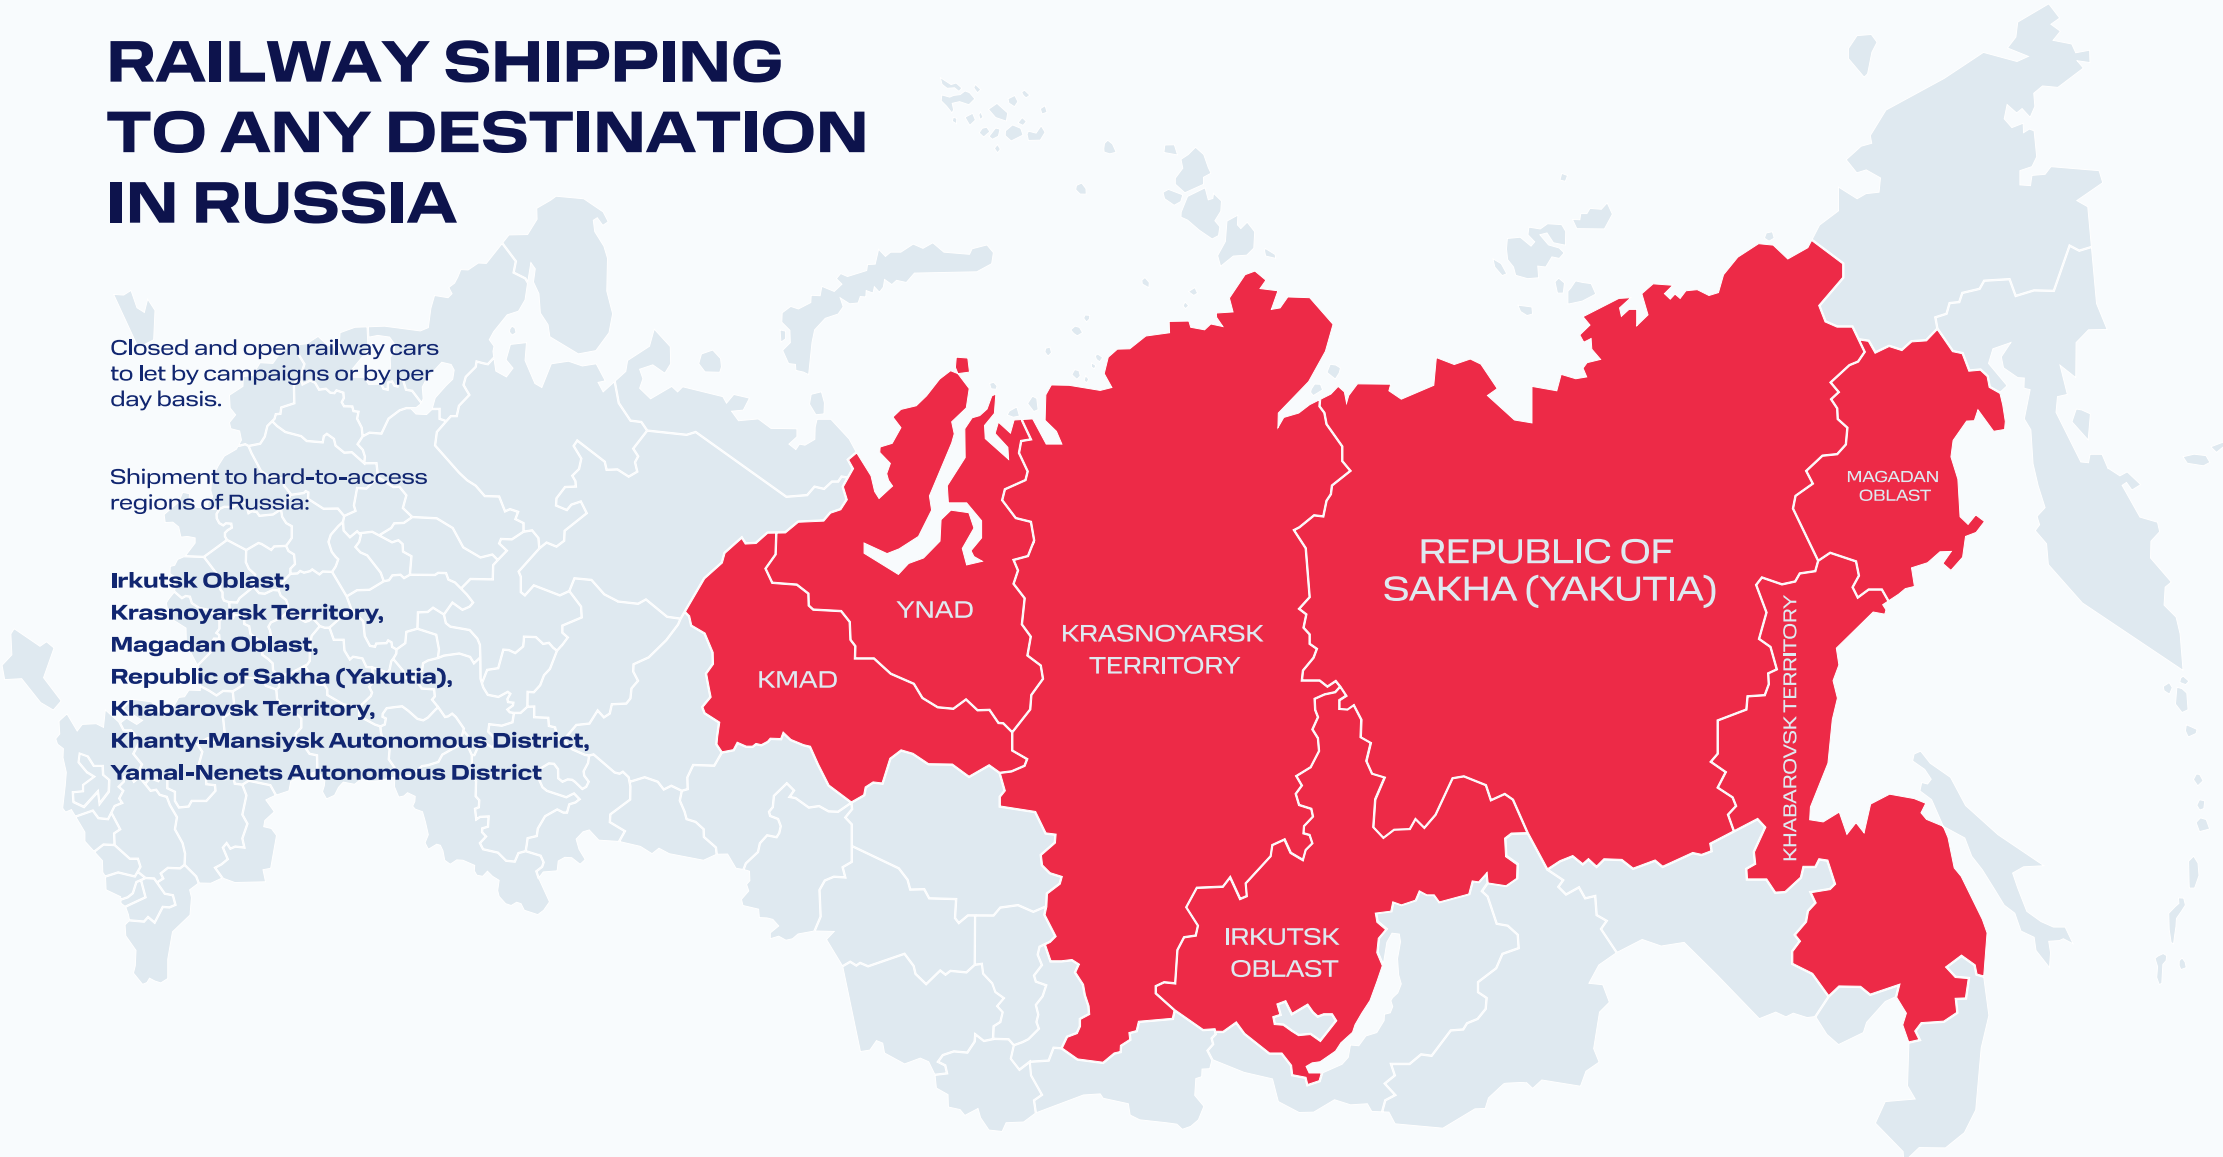 RAILWAY SHIPPING
TO ANY DESTINATION
IN RUSSIA
Closed and open railway cars
to let by campaigns or by per
day basis.
Shipment to hard-to-access
regions of Russia:
Irkutsk Oblast,
Krasnoyarsk Territory,
Magadan Oblast,
Republic of Sakha (Yakutia),
Khabarovsk Territory,
Khanty-Mansiysk Autonomous District,
Yamal-Nenets Autonomous District
KMAD
YNAD
KRASNOYARSK
TERRITORY
IRKUTSK
OBLAST
REPUBLIC OF
SAKHA (YAKUTIA)
KHABAROVSK TERRITORY
MAGADAN
OBLAST